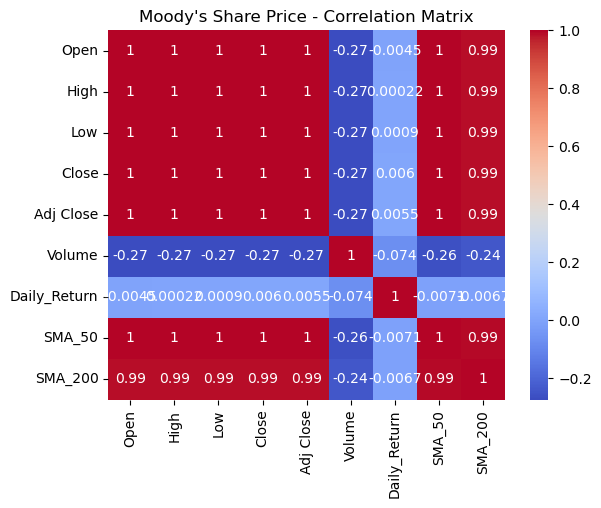 Moody's Share Price - Correlation Matrix
Open 1 1 1 1 1 -0.27 -0.0045 1 0.99
High 1 1 1 1 1 -0.27 0.00022 1 0.99
Low 1 1 1 1 1 -0.27 0.0009 1 0.99
Close 1 1 1 1 1 -0.27 0.006 1 0.99
Adj Close 1 1 1 1 1 -0.27 0.0055 1 0.99
Volume -0.27 -0.27 -0.27 -0.27 -0.27 1 -0.074 -0.26 -0.24
Daily_Return -0.0045 0.00022 0.0009 0.006 0.0055 -0.074 1 -0.0071 -0.0067
SMA_50 1 1 1 1 1 -0.26 -0.0071 1 0.99
SMA_200 0.99 0.99 0.99 0.99 0.99 -0.24 -0.0067 0.99 1
Open High Low Close Adj Close Volume Daily_Return SMA_50 SMA_200
1.0
0.8
0.6
0.4
0.2
0.0
−0.2